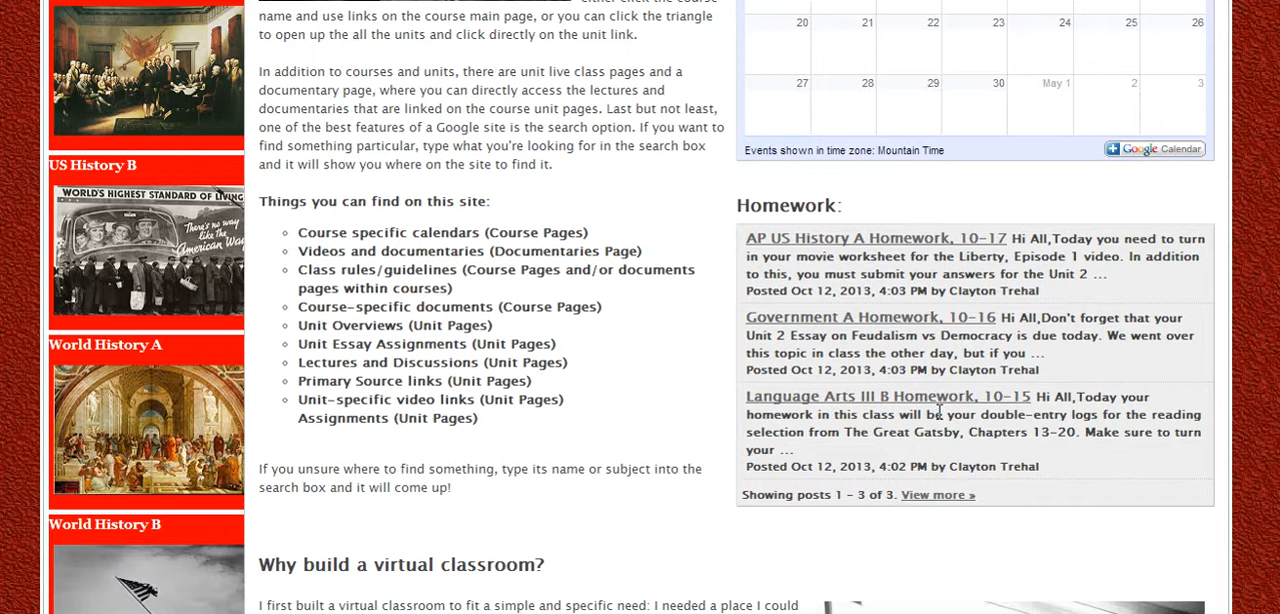 US History B
WORLD'S HIGHEST STANDARD OF LIVING
There's no way
like the
American Way
World History A
World History B
name and use links on the course main page, or you can click the triangle
to open up the all the units and click directly on the unit link.
In addition to courses and units, there are unit live class pages and a
documentary page, where you can directly access the lectures and
documentaries that are linked on the course unit pages. Last but not least,
one of the best features of a Google site is the search option. If you want to
find something particular, type what you're looking for in the search box
and it will show you where on the site to find it.
Things you can find on this site:
Course specific calendars (Course Pages)
Videos and documentaries (Documentaries Page)
Class rules/guidelines (Course Pages and/or documents
pages within courses)
Course-specific documents (Course Pages)
Unit Overviews (Unit Pages)
Unit Essay Assignments (Unit Pages)
Lectures and Discussions (Unit Pages)
Primary Source links (Unit Pages)
Unit-specific video links (Unit Pages)
Assignments (Unit Pages)
If you unsure where to find something, type its name or subject into the
search box and it will come up!
Why build a virtual classroom?
I first built a virtual classroom to fit a simple and specific need: I needed a place I could
20 21 22 23 24 25 26
27 28 29 30 May 1 2 3
Events shown in time zone: Mountain Time
Google Calendar
Homework:
AP US History A Homework, 10-17 Hi All,Today you need to turn
in your movie worksheet for the Liberty, Episode 1 video. In addition
to this, you must submit your answers for the Unit 2 ...
Posted Oct 12, 2013, 4:03 PM by Clayton Trehal
Government A Homework, 10-16 Hi All,Don't forget that your
Unit 2 Essay on Feudalism vs Democracy is due today. We went over
this topic in class the other day, but if you ...
Posted Oct 12, 2013, 4:03 PM by Clayton Trehal
Language Arts III B Homework, 10-15 Hi All,Today your
homework in this class will be your double-entry logs for the reading
selection from The Great Gatsby, Chapters 13-20. Make sure to turn
your ...
Posted Oct 12, 2013, 4:02 PM by Clayton Trehal
Showing posts 1 - 3 of 3. View more »